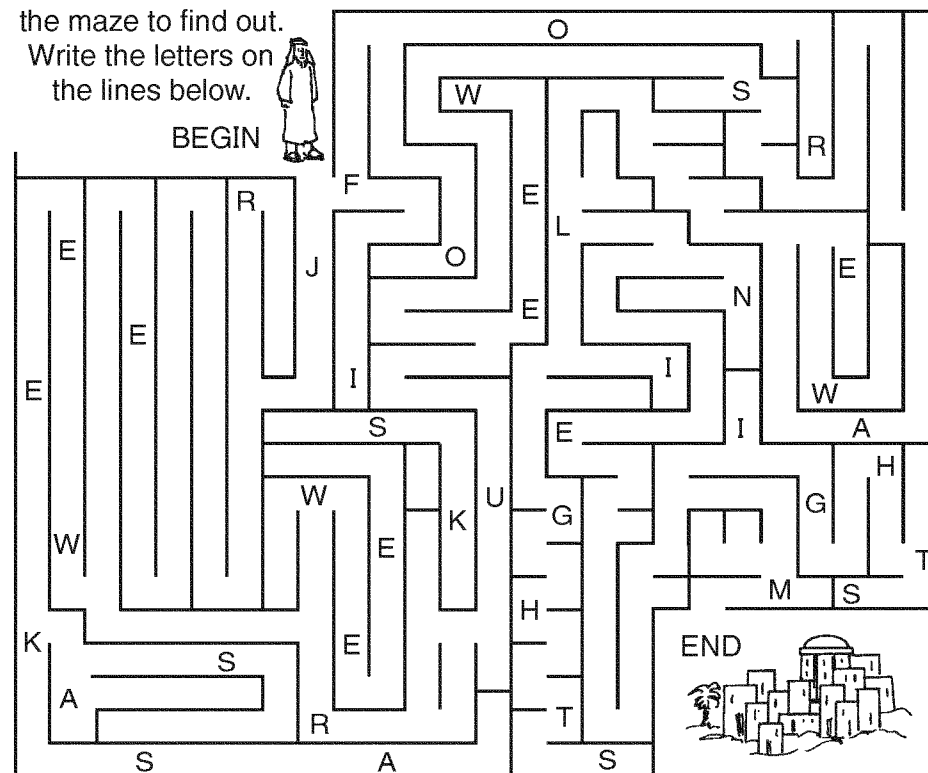 the maze to find out.
Write the letters on
the lines below.
BEGIN
O
W
S
R
F
R
E
L
E
J
O
E
N
E
E
E
I
I
W
E
S
E
I
A
H
W
U
G
K
G
W
E
T
M
S
H
K
E
END
S
A
R
T
S
A
S